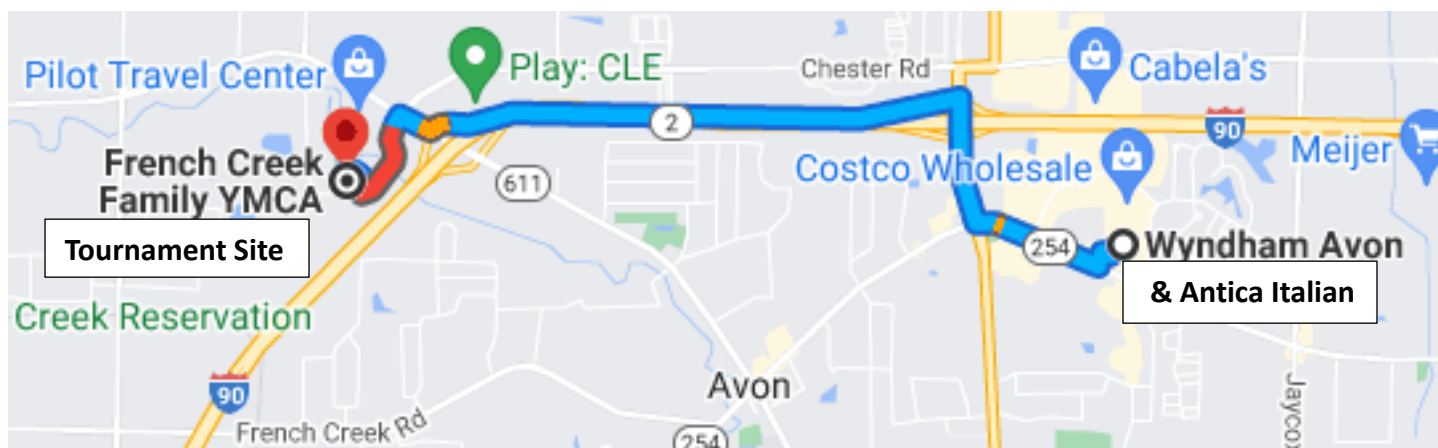 Pilot Travel Center
Play: CLE
Chester Rd
Cabela's
2
90
Meijer
French Creek
Family YMCA
611
Costco Wholesale
Tournament Site
254
Wyndham Avon
& Antica Italian
Creek Reservation
90
Avon
Jaycox
French Creek Rd
254